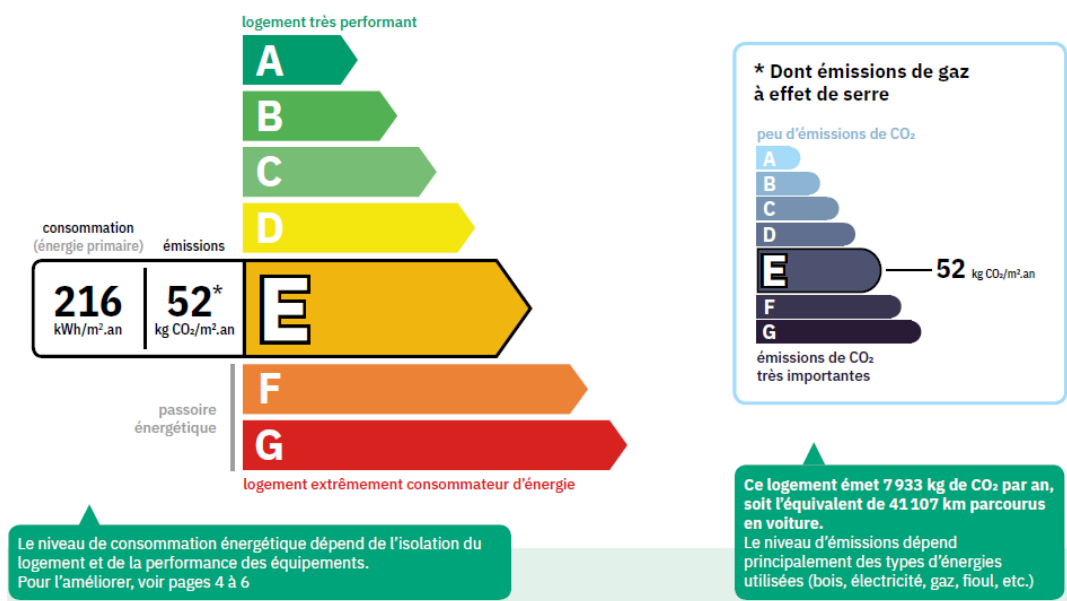 logement très performant
A
B
C
D
consommation
(énergie primaire)
émissions
216
kWh/m².an
52*
kg CO₂/m².an
E
F
G
passoire
énergétique
logement extrêmement consommateur d'énergie
Le niveau de consommation énergétique dépend de l'isolation du
logement et de la performance des équipements.
Pour l'améliorer, voir pages 4 à 6
* Dont émissions de gaz
à effet de serre
peu d'émissions de CO₂
A
B
C
D
E
52 kg CO₂/m².an
F
G
émissions de CO₂
très importantes
Ce logement émet 7 933 kg de CO₂ par an,
soit l'équivalent de 41 107 km parcourus
en voiture.
Le niveau d'émissions dépend
principalement des types d'énergies
utilisées (bois, électricité, gaz, fioul, etc.)